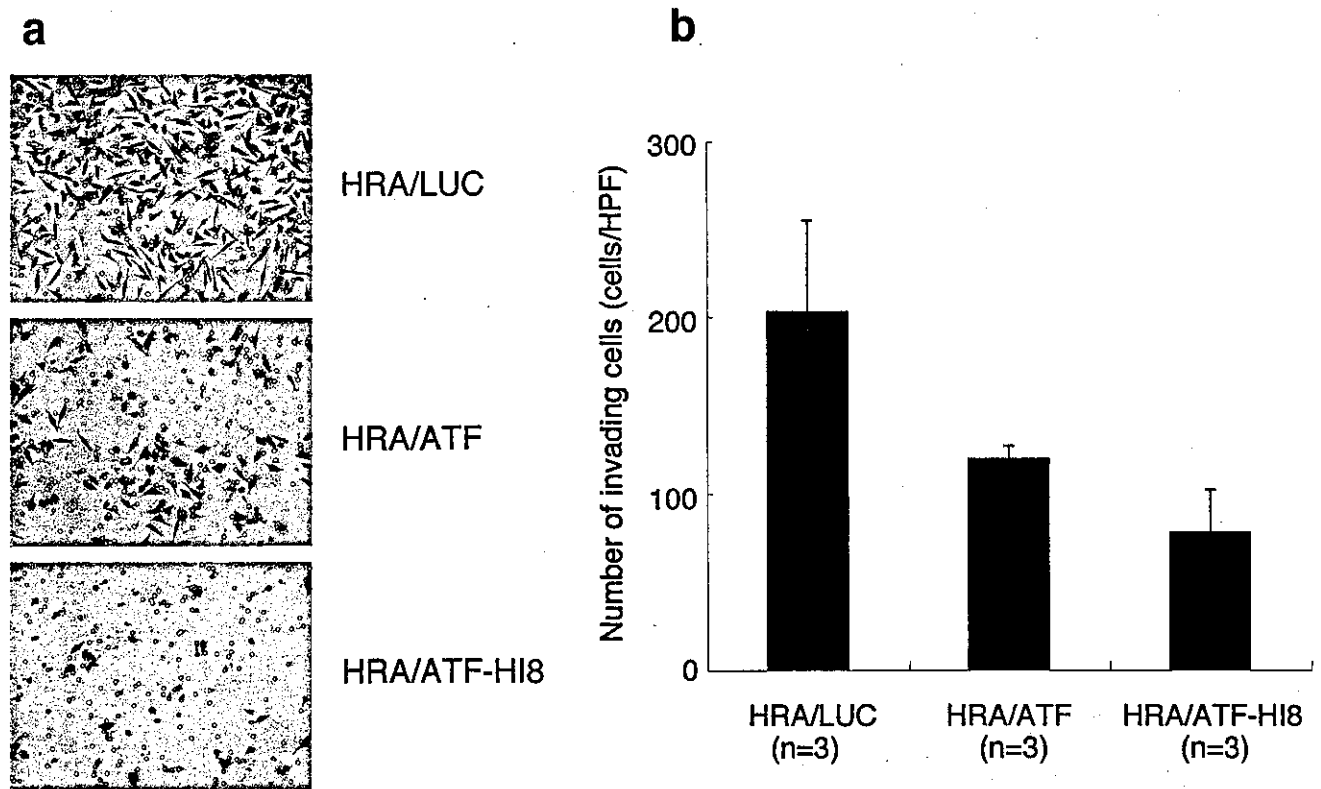 a
HRA/LUC
HRA/ATF
HRA/ATF-HI8
b
Number of invading cells (cells/HPF)
300
200
100
0
HRA/LUC
(n=3)
HRA/ATF
(n=3)
HRA/ATF-HI8
(n=3)